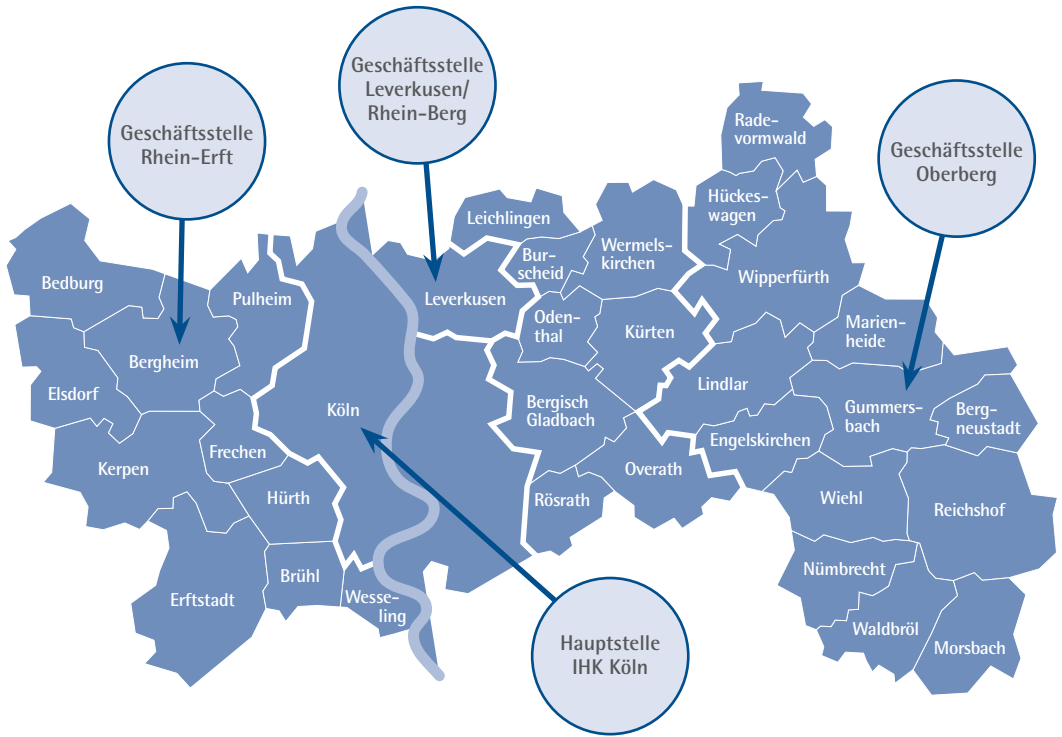 Geschäftsstelle
Leverkusen/
Rhein-Berg
Geschäftsstelle
Rhein-Erft
Geschäftsstelle
Oberberg
Rade-
vormwald
Hückes-
wagen
Leichlingen
Wermels-
kirchen
Bur-
scheid
Wipperfürth
Bedburg
Pulheim
Leverkusen
Oden-
thal
Kürten
Marien-
heide
Bergheim
Elsdorf
Lindlar
Köln
Bergisch
Gladbach
Gummers-
bach
Berg-
neustadt
Engelskirchen
Frechen
Kerpen
Overath
Hürth
Rösrath
Wiehl
Reichshof
Nümbrecht
Brühl
Erftstadt
Wesse-
ling
Waldbröl
Morsbach
Hauptstelle
IHK Köln